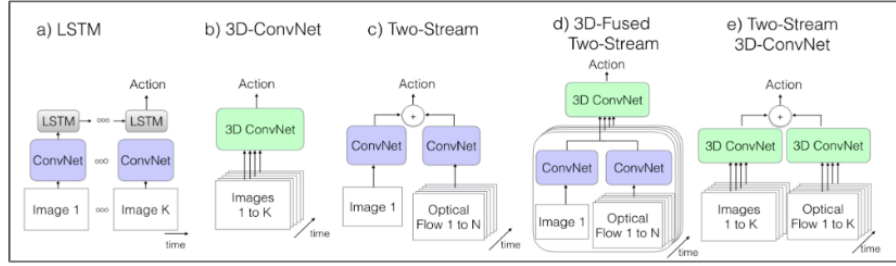 a) LSTM
Action
LSTM
LSTM
ConvNet
ConvNet
Image 1
Image K
time
b) 3D-ConvNet
Action
3D ConvNet
Images
1 to K
time
c) Two-Stream
Action
+
ConvNet
ConvNet
Image 1
Optical
Flow 1 to N
time
d) 3D-Fused
Two-Stream
Action
3D ConvNet
ConvNet
ConvNet
Image 1
Optical
Flow 1 to N
time
e) Two-Stream
3D-ConvNet
Action
+
3D ConvNet
3D ConvNet
Images
1 to K
Optical
Flow 1 to K
time